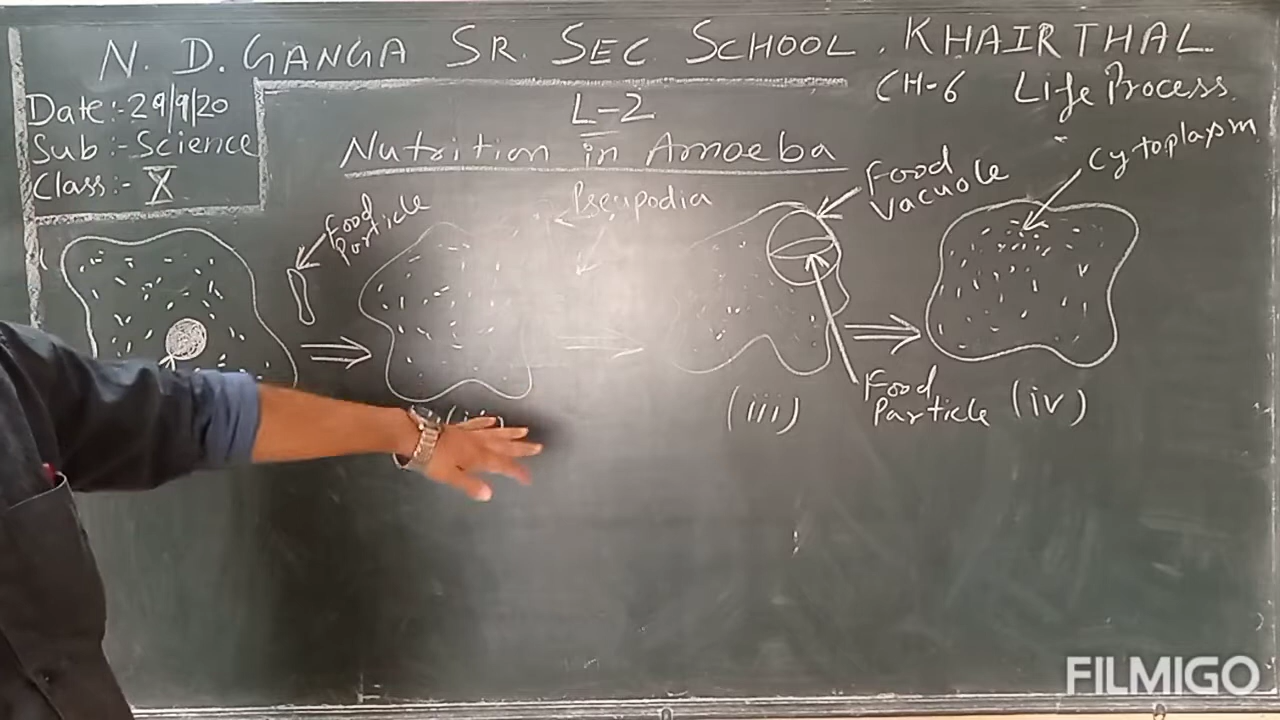 N. D. GANGA SR. SEC. SCHOOL, KHAIRTHAL
Date:-29/9/20
Sub:-Science
Class:- X
CH-6 Life Process
L-2
Nutrition in Amoeba
Food Particle
Food Vacuole
Cytoplasm
(iii)
Food Particle
(iv)
FILMIGO